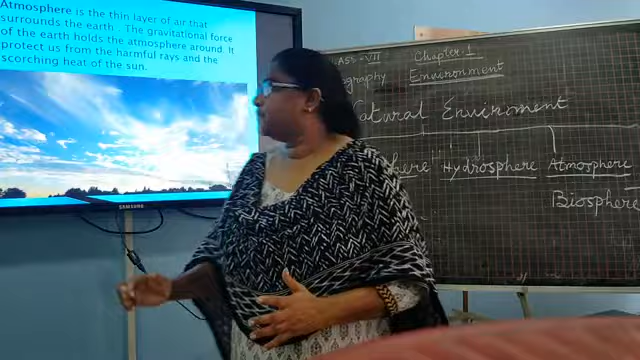 Atmosphere is the thin layer of air that
surrounds the earth. The gravitational force
of the earth holds the atmosphere around. It
protect us from the harmful rays and the
scorching heat of the sun.
SAMSUNG
Chapter-1
Environment
Enviroment
Hydrosphere Atmosphere
Biosphere